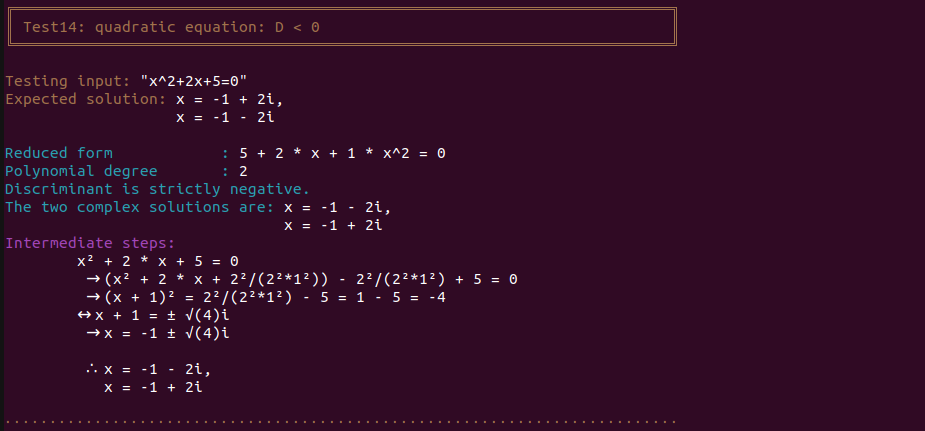 Test14: quadratic equation: D < 0
Testing input: "x^2+2x+5=0"
Expected solution: x = -1 + 2i,
x = -1 - 2i
Reduced form : 5 + 2 * x + 1 * x^2 = 0
Polynomial degree : 2
Discriminant is strictly negative.
The two complex solutions are: x = -1 - 2i,
x = -1 + 2i
Intermediate steps:
x² + 2 * x + 5 = 0
→(x² + 2 * x + 2²/(2²*1²)) - 2²/(2²*1²) + 5 = 0
→(x + 1)² = 2²/(2²*1²) - 5 = 1 - 5 = -4
↔x + 1 = ± √(4)i
→x = -1 ± √(4)i
∴ x = -1 - 2i,
x = -1 + 2i